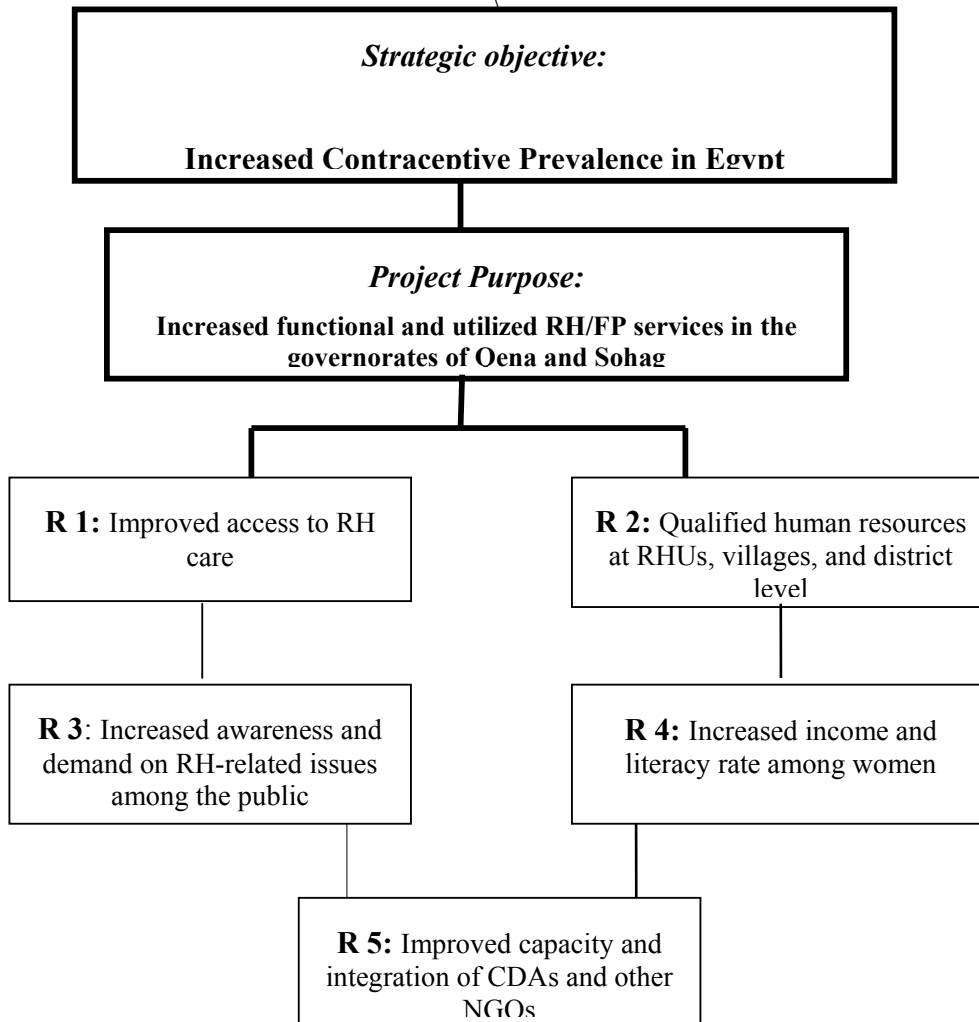 Strategic objective:
Increased Contraceptive Prevalence in Egypt
Project Purpose:
Increased functional and utilized RH/FP services in the
governorates of Qena and Sohag
R 1: Improved access to RH
care
R 2: Qualified human resources
at RHUs, villages, and district
level
R 3: Increased awareness and
demand on RH-related issues
among the public
R 4: Increased income and
literacy rate among women
R 5: Improved capacity and
integration of CDAs and other
NGOs